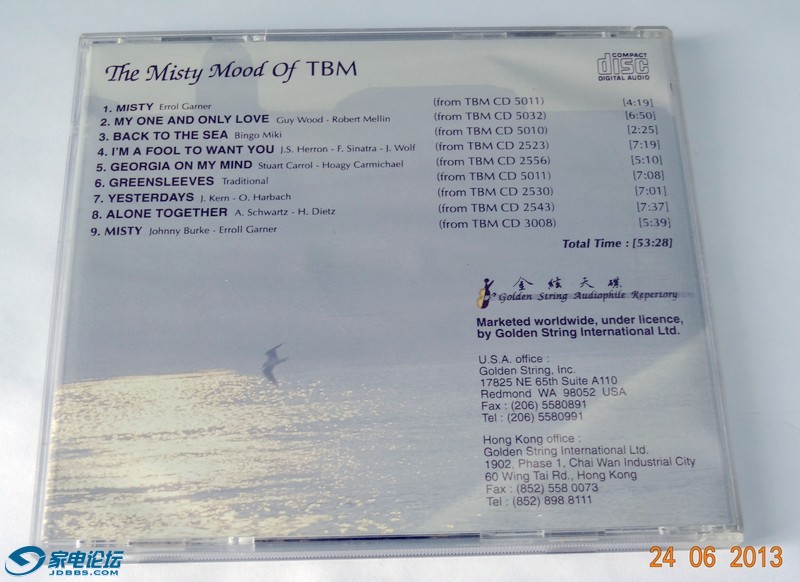 The Misty Mood Of TBM
COMPACT
disc
DIGITAL AUDIO
1. MISTY Errol Garner (from TBM CD 5011) [4:19]
2. MY ONE AND ONLY LOVE Guy Wood - Robert Mellin (from TBM CD 5032) [6:50]
3. BACK TO THE SEA Bingo Miki (from TBM CD 5010) [2:25]
4. I'M A FOOL TO WANT YOU J.S. Herron - F. Sinatra - J. Wolf (from TBM CD 2523) [7:19]
5. GEORGIA ON MY MIND Stuart Carrol - Hoagy Carmichael (from TBM CD 2556) [5:10]
6. GREENSLEEVES Traditional (from TBM CD 5011) [7:08]
7. YESTERDAYS J. Kern - O. Harbach (from TBM CD 2530) [7:01]
8. ALONE TOGETHER A. Schwartz - H. Dietz (from TBM CD 2543) [7:37]
9. MISTY Johnny Burke - Erroll Garner (from TBM CD 3008) [5:39]
Total Time : [53:28]
金絃天碟
Golden String Audiophile Repertory
Marketed worldwide, under licence,
by Golden String International Ltd.
U.S.A. office :
Golden String, Inc.
17825 NE 65th Suite A110
Redmond WA 98052 USA
Fax : (206) 5580891
Tel : (206) 5580991
Hong Kong office :
Golden String International Ltd.
1902, Phase 1, Chai Wan Industrial City
60 Wing Tai Rd., Hong Kong
Fax : (852) 558 0073
Tel : (852) 898 8111
家电论坛
JDBBS.COM
24 06 2013